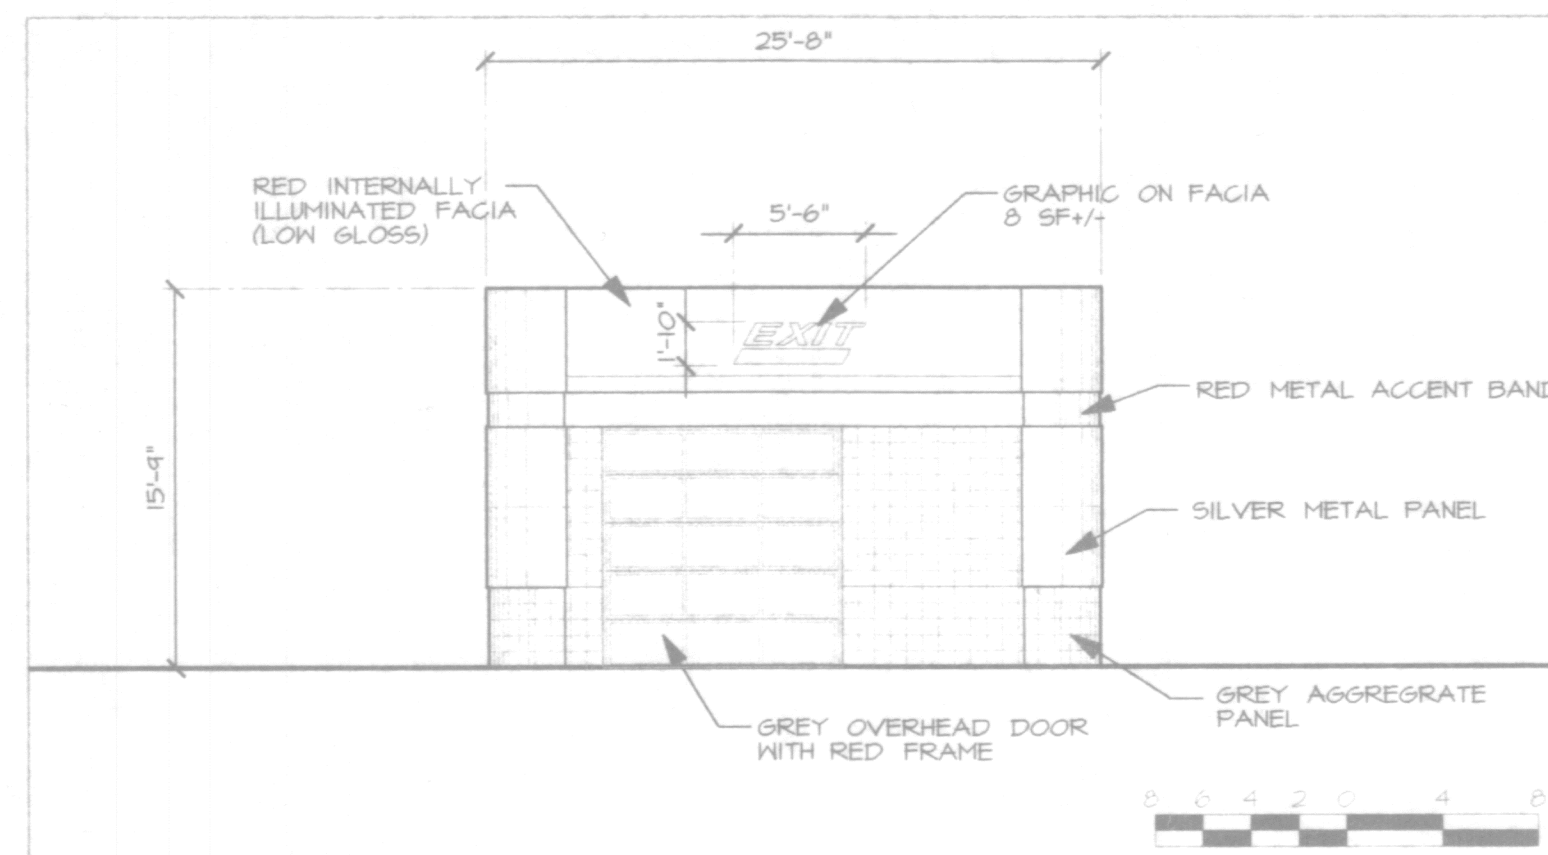 25'-8"
RED INTERNALLY
ILLUMINATED FACIA
(LOW GLOSS)
5'-6"
GRAPHIC ON FACIA
8 SF+/-
1'-10"
EXIT
RED METAL ACCENT BAND
15'-9"
SILVER METAL PANEL
GREY AGGREGRATE
PANEL
GREY OVERHEAD DOOR
WITH RED FRAME
8 6 4 2 0 4 8